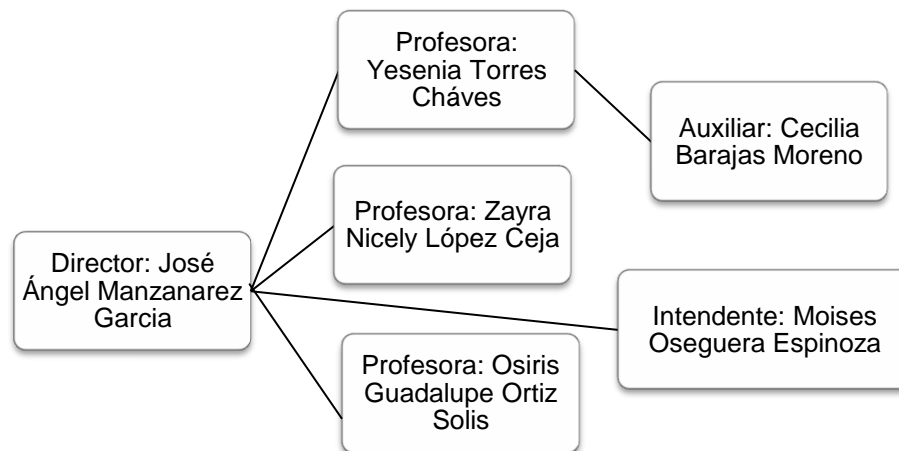 Profesora:
Yesenia Torres
Cháves
Auxiliar: Cecilia
Barajas Moreno
Profesora: Zayra
Nicely López Ceja
Director: José
Ángel Manzanarez
Garcia
Intendente: Moises
Oseguera Espinoza
Profesora: Osiris
Guadalupe Ortiz
Solis